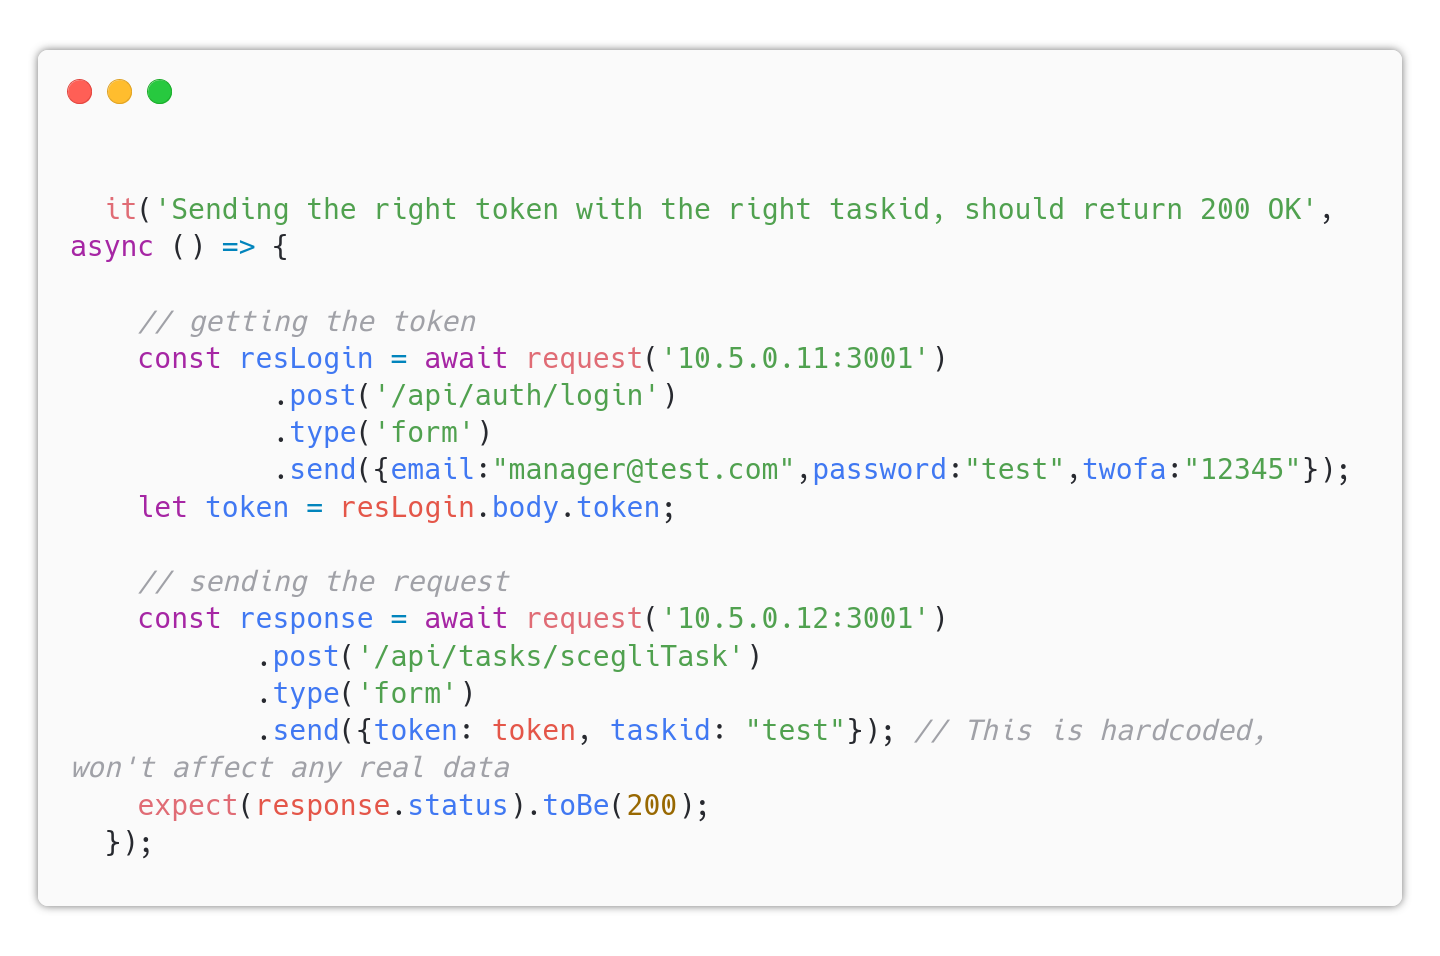 it('Sending the right token with the right taskid, should return 200 OK',
async () => {
// getting the token
const resLogin = await request('10.5.0.11:3001')
.post('/api/auth/login')
.type('form')
.send({email:"manager@test.com",password:"test",twofa:"12345"});
let token = resLogin.body.token;
// sending the request
const response = await request('10.5.0.12:3001')
.post('/api/tasks/scegliTask')
.type('form')
.send({token: token, taskid: "test"}); // This is hardcoded,
won't affect any real data
expect(response.status).toBe(200);
});